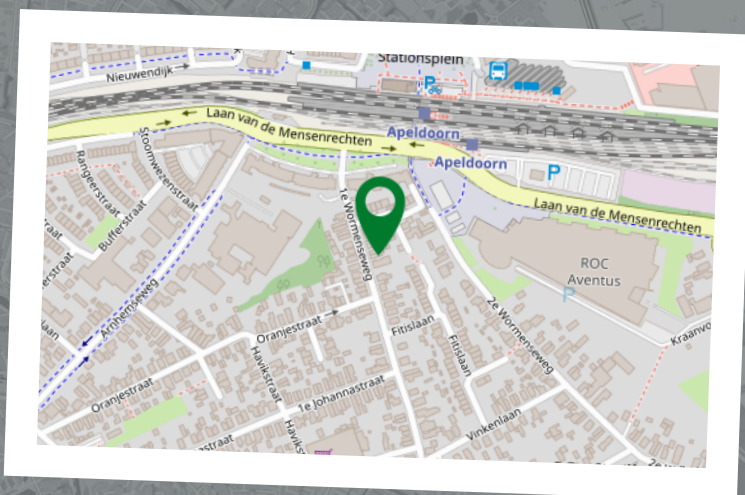 Stationsplein
Nieuwendijk
P
Laan van de Mensenrechten
Apeldoorn
Apeldoorn
P
Stoomwezenstraat
Rangeerstraat
Bufferstraat
1e Wormenseweg
Laan van de Mensenrechten
ROC
Aventus
P
Arnhemseweg
Oranjestraat
Fitislaan
Fitislaan
2e Wormenseweg
Havikstraat
1e Johannastraat
Oranjestraat
Vinkenlaan